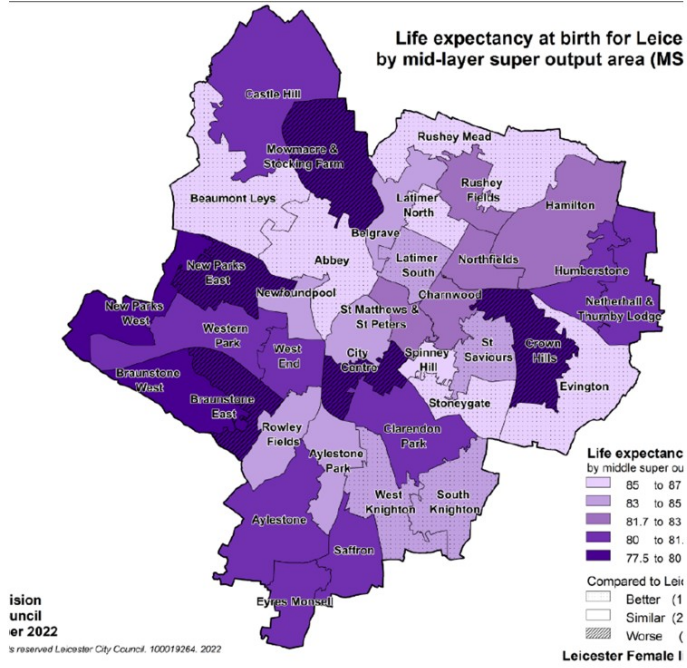 Life expectancy at birth for Leice
by mid-layer super output area (MS
Castle Hill
Mowmacre &
Stocking Farm
Rushey Mead
Beaumont Leys
Rushey
Fields
Latimer
North
Hamilton
Belgrave
Abbey
Latimer
South
Northfields
New Parks
East
Humberstone
Newfoundpool
Charnwood
New Parks
West
St Matthews &
St Peters
Netherhall &
Thurnby Lodge
Western
Park
West
End
City
Centre
Spinney
Hill
St
Saviours
Crown
Hills
Braunstone
West
Braunstone
East
Evington
Stoneygate
Rowley
Fields
Clarendon
Park
Aylestone
Park
West
Knighton
South
Knighton
Aylestone
Saffron
Eyres Monsell
Life expectanc
by middle super ou
85 to 87
83 to 85
81.7 to 83
80 to 81.
77.5 to 80
Compared to Leic
Better (1
Similar (2
Worse (
Leicester Female li
ision
uncil
er 2022
s reserved Leicester City Council. 100019264. 2022